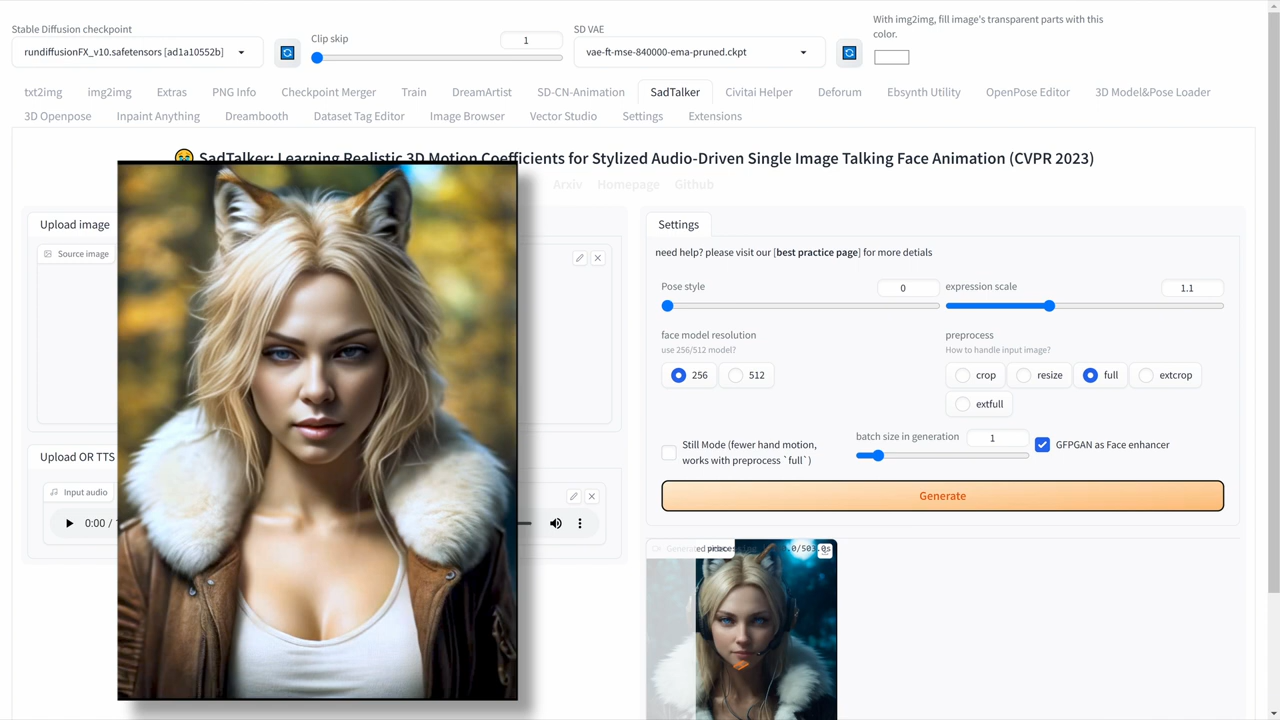 Stable Diffusion checkpoint
rundiffusionFX_v10.safetensors [ad1a10552b]
Clip skip
1
SD VAE
vae-ft-mse-840000-ema-pruned.ckpt
With img2img, fill image's transparent parts with this
color.
txt2img img2img Extras PNG Info Checkpoint Merger Train DreamArtist SD-CN-Animation SadTalker Civitai Helper Deforum Ebsynth Utility OpenPose Editor 3D Model&Pose Loader
3D Openpose Inpaint Anything Dreambooth Dataset Tag Editor Image Browser Vector Studio Settings Extensions
😭 SadTalker: Learning Realistic 3D Motion Coefficients for Stylized Audio-Driven Single Image Talking Face Animation (CVPR 2023)
Arxiv Homepage Github
Upload image
Source image
Upload OR TTS
Input audio
0:00 /
Settings
need help? please visit our [best practice page] for more detials
Pose style
0
expression scale
1.1
face model resolution
use 256/512 model?
256 512
preprocess
How to handle input image?
crop resize full extcrop
extfull
Still Mode (fewer hand motion,
works with preprocess `full`)
batch size in generation
1
GFPGAN as Face enhancer
Generate